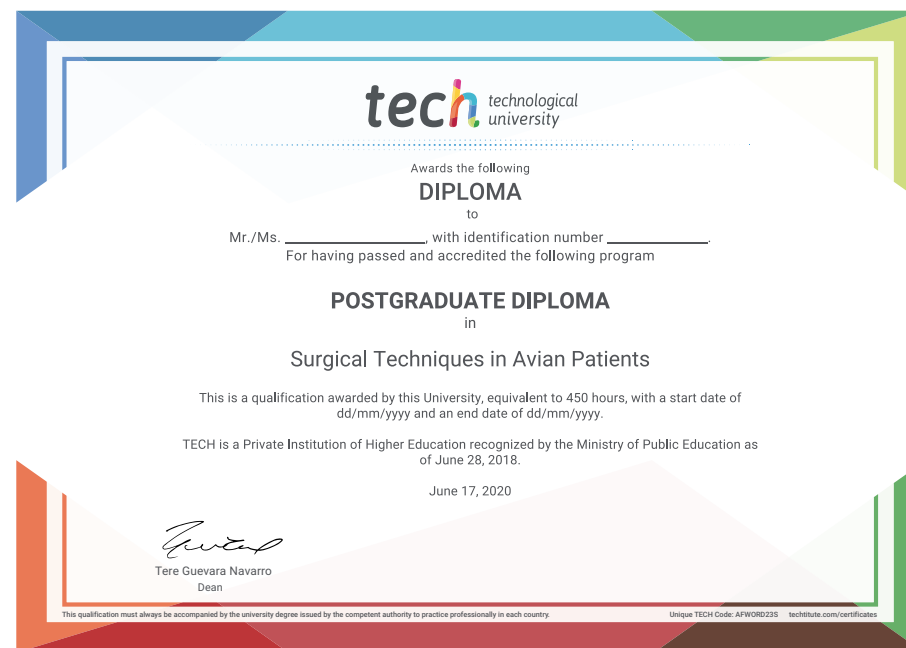 tech technological
university
Awards the following
DIPLOMA
to
Mr./Ms. ____________________, with identification number ______________.
For having passed and accredited the following program
POSTGRADUATE DIPLOMA
in
Surgical Techniques in Avian Patients
This is a qualification awarded by this University, equivalent to 450 hours, with a start date of
dd/mm/yyyy and an end date of dd/mm/yyyy.
TECH is a Private Institution of Higher Education recognized by the Ministry of Public Education as
of June 28, 2018.
June 17, 2020
Tere Guevara Navarro
Dean
This qualification must always be accompanied by the university degree issued by the competent authority to practice professionally in each country. Unique TECH Code: AFWORD23S techtitute.com/certificates